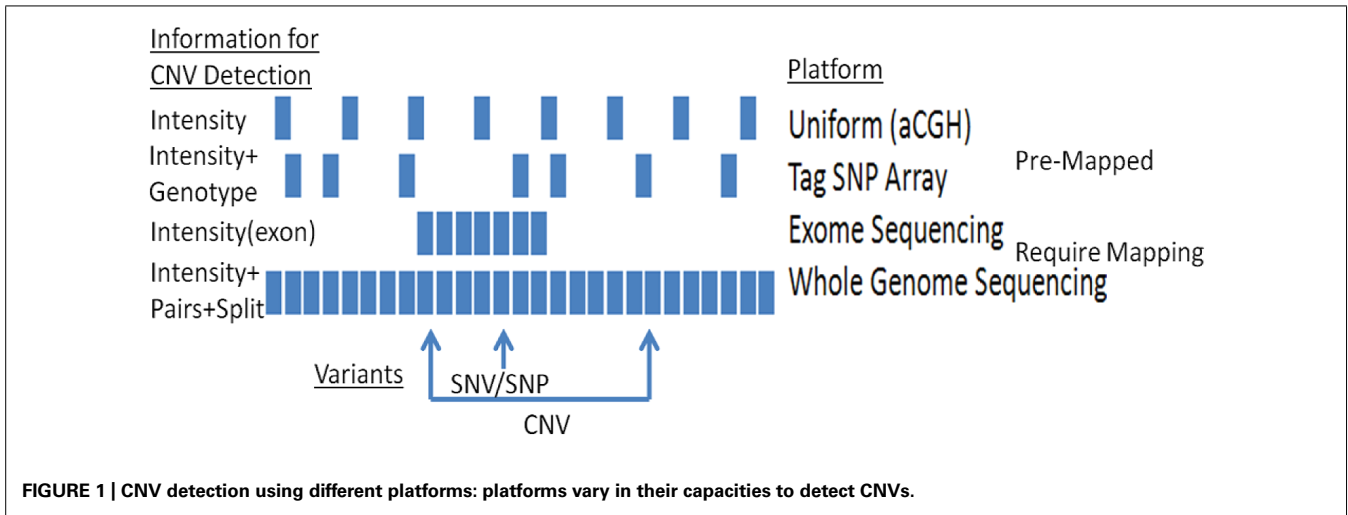 Information for
CNV Detection
Platform
Intensity
Uniform (aCGH)
Intensity+
Genotype
Tag SNP Array
Pre-Mapped
Intensity(exon)
Exome Sequencing
Require Mapping
Intensity+
Pairs+Split
Whole Genome Sequencing
Variants
SNV/SNP
CNV
FIGURE 1 | CNV detection using different platforms: platforms vary in their capacities to detect CNVs.